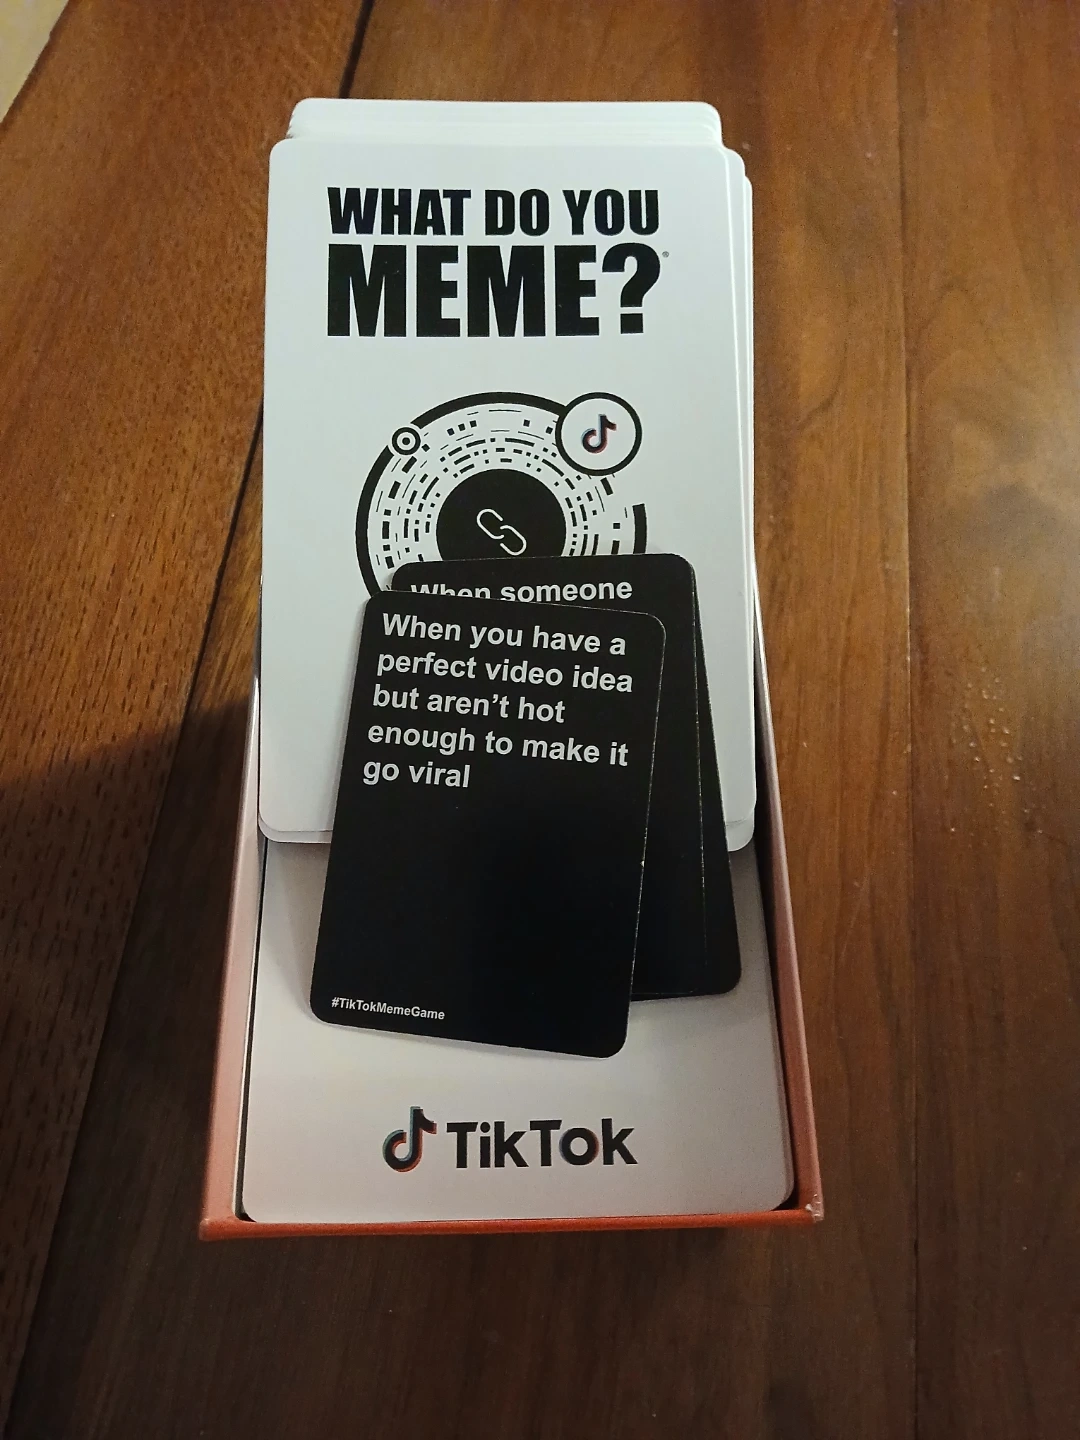 WHAT DO YOU
MEME?®
When someone
When you have a
perfect video idea
but aren't hot
enough to make it
go viral
#TikTokMemeGame
TikTok